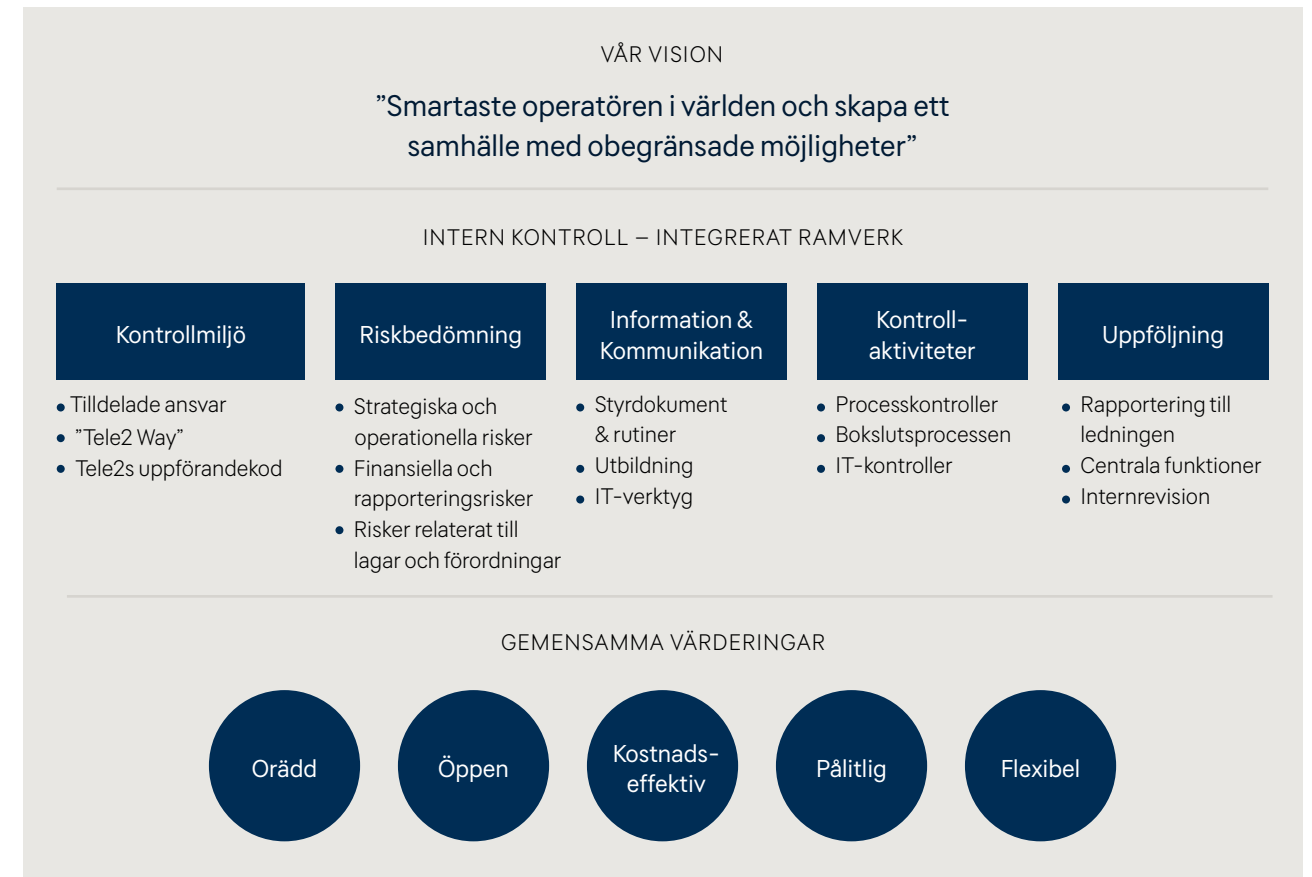 VÅR VISION
”Smartaste operatören i världen och skapa ett
samhälle med obegränsade möjligheter”
INTERN KONTROLL – INTEGRERAT RAMVERK
Kontrollmiljö
• Tilldelade ansvar
• ”Tele2 Way”
• Tele2s uppförandekod
Riskbedömning
• Strategiska och
operationella risker
• Finansiella och
rapporteringsrisker
• Risker relaterat till
lagar och förordningar
Information &
Kommunikation
• Styrdokument
& rutiner
• Utbildning
• IT-verktyg
Kontroll-
aktiviteter
• Processkontroller
• Bokslutsprocessen
• IT-kontroller
Uppföljning
• Rapportering till
ledningen
• Centrala funktioner
• Internrevision
GEMENSAMMA VÄRDERINGAR
Orädd
Öppen
Kostnads-
effektiv
Pålitlig
Flexibel